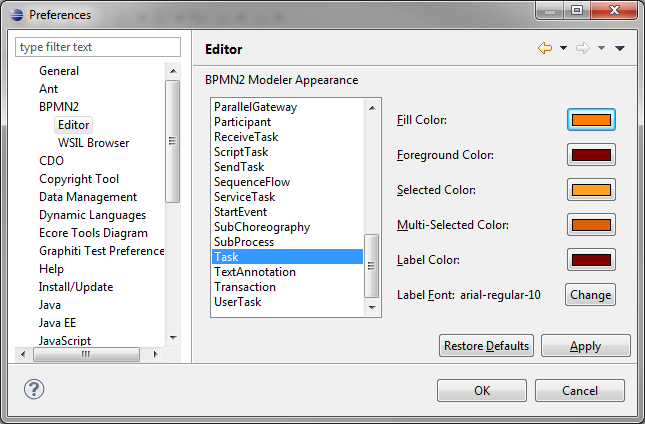 Preferences
type filter text
General
Ant
BPMN2
Editor
WSIL Browser
CDO
Copyright Tool
Data Management
Dynamic Languages
Ecore Tools Diagram
Graphiti Test Preference
Help
Install/Update
Java
Java EE
JavaScript
Editor
BPMN2 Modeler Appearance
ParallelGateway
Participant
ReceiveTask
ScriptTask
SendTask
SequenceFlow
ServiceTask
StartEvent
SubChoreography
SubProcess
Task
TextAnnotation
Transaction
UserTask
Fill Color:
Foreground Color:
Selected Color:
Multi-Selected Color:
Label Color:
Label Font: arial-regular-10 Change
Restore Defaults Apply
? OK Cancel